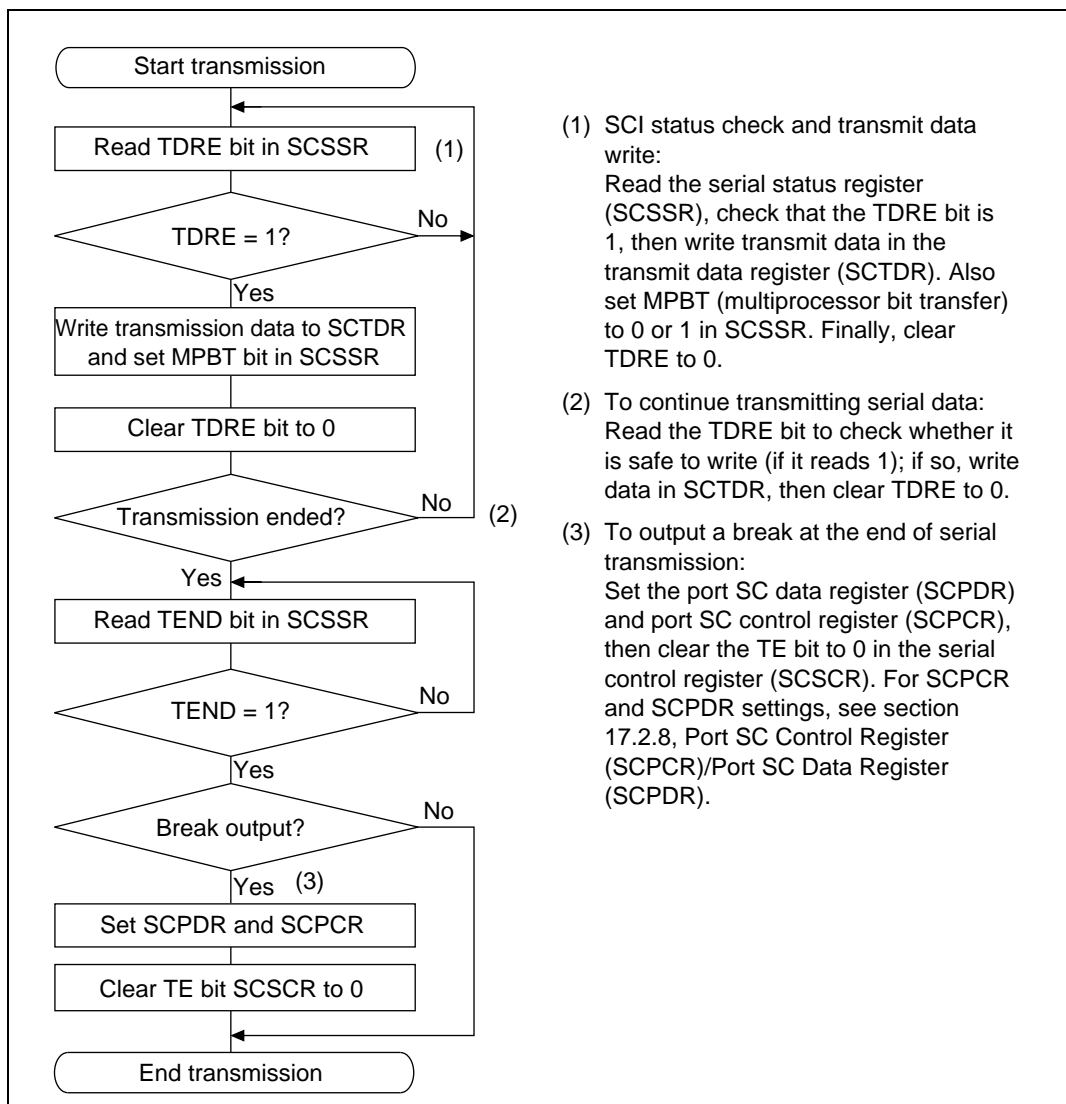 Start transmission
Read TDRE bit in SCSSR
(1)
TDRE = 1?
No
Yes
Write transmission data to SCTDR
and set MPBT bit in SCSSR
Clear TDRE bit to 0
Transmission ended?
No
(2)
Yes
Read TEND bit in SCSSR
TEND = 1?
No
Yes
Break output?
No
Yes
(3)
Set SCPDR and SCPCR
Clear TE bit SCSCR to 0
End transmission
(1) SCI status check and transmit data
write:
Read the serial status register
(SCSSR), check that the TDRE bit is
1, then write transmit data in the
transmit data register (SCTDR). Also
set MPBT (multiprocessor bit transfer)
to 0 or 1 in SCSSR. Finally, clear
TDRE to 0.
(2) To continue transmitting serial data:
Read the TDRE bit to check whether it
is safe to write (if it reads 1); if so, write
data in SCTDR, then clear TDRE to 0.
(3) To output a break at the end of serial
transmission:
Set the port SC data register (SCPDR)
and port SC control register (SCPCR),
then clear the TE bit to 0 in the serial
control register (SCSCR). For SCPCR
and SCPDR settings, see section
17.2.8, Port SC Control Register
(SCPCR)/Port SC Data Register
(SCPDR).